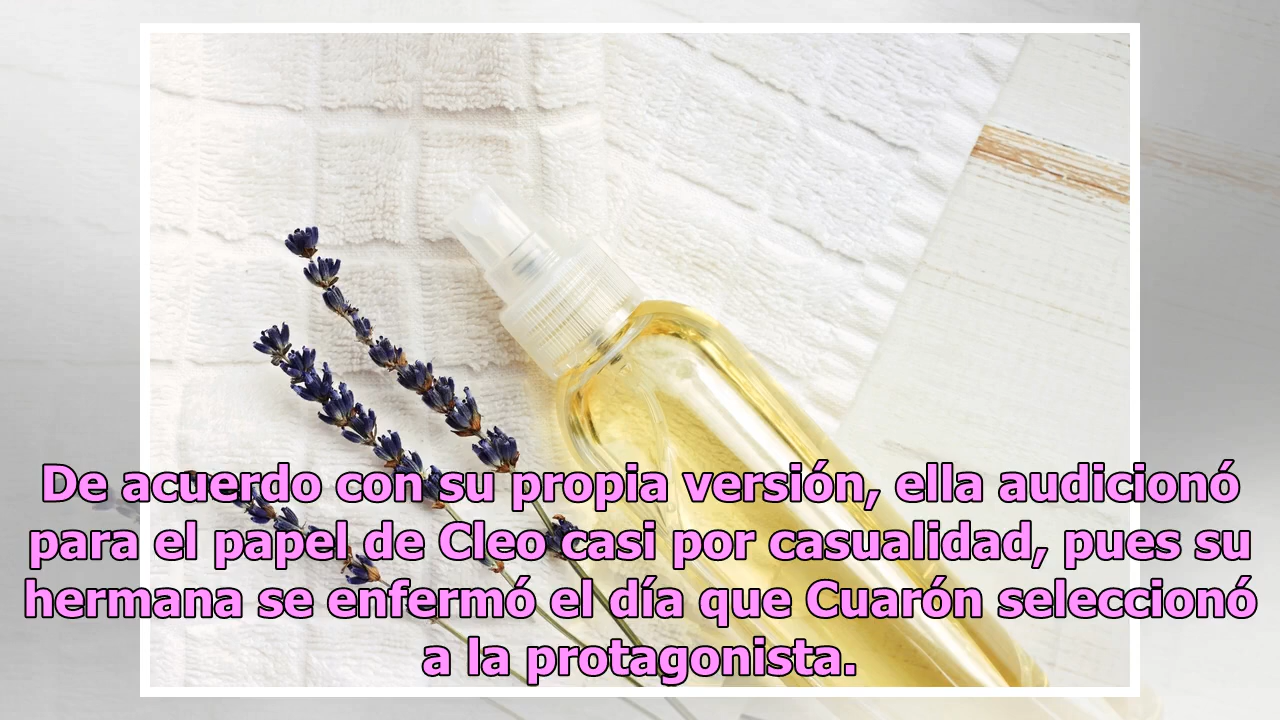 De acuerdo con su propia versión, ella audicionó
para el papel de Cleo casi por casualidad, pues su
hermana se enfermó el día que Cuarón seleccionó
a la protagonista.